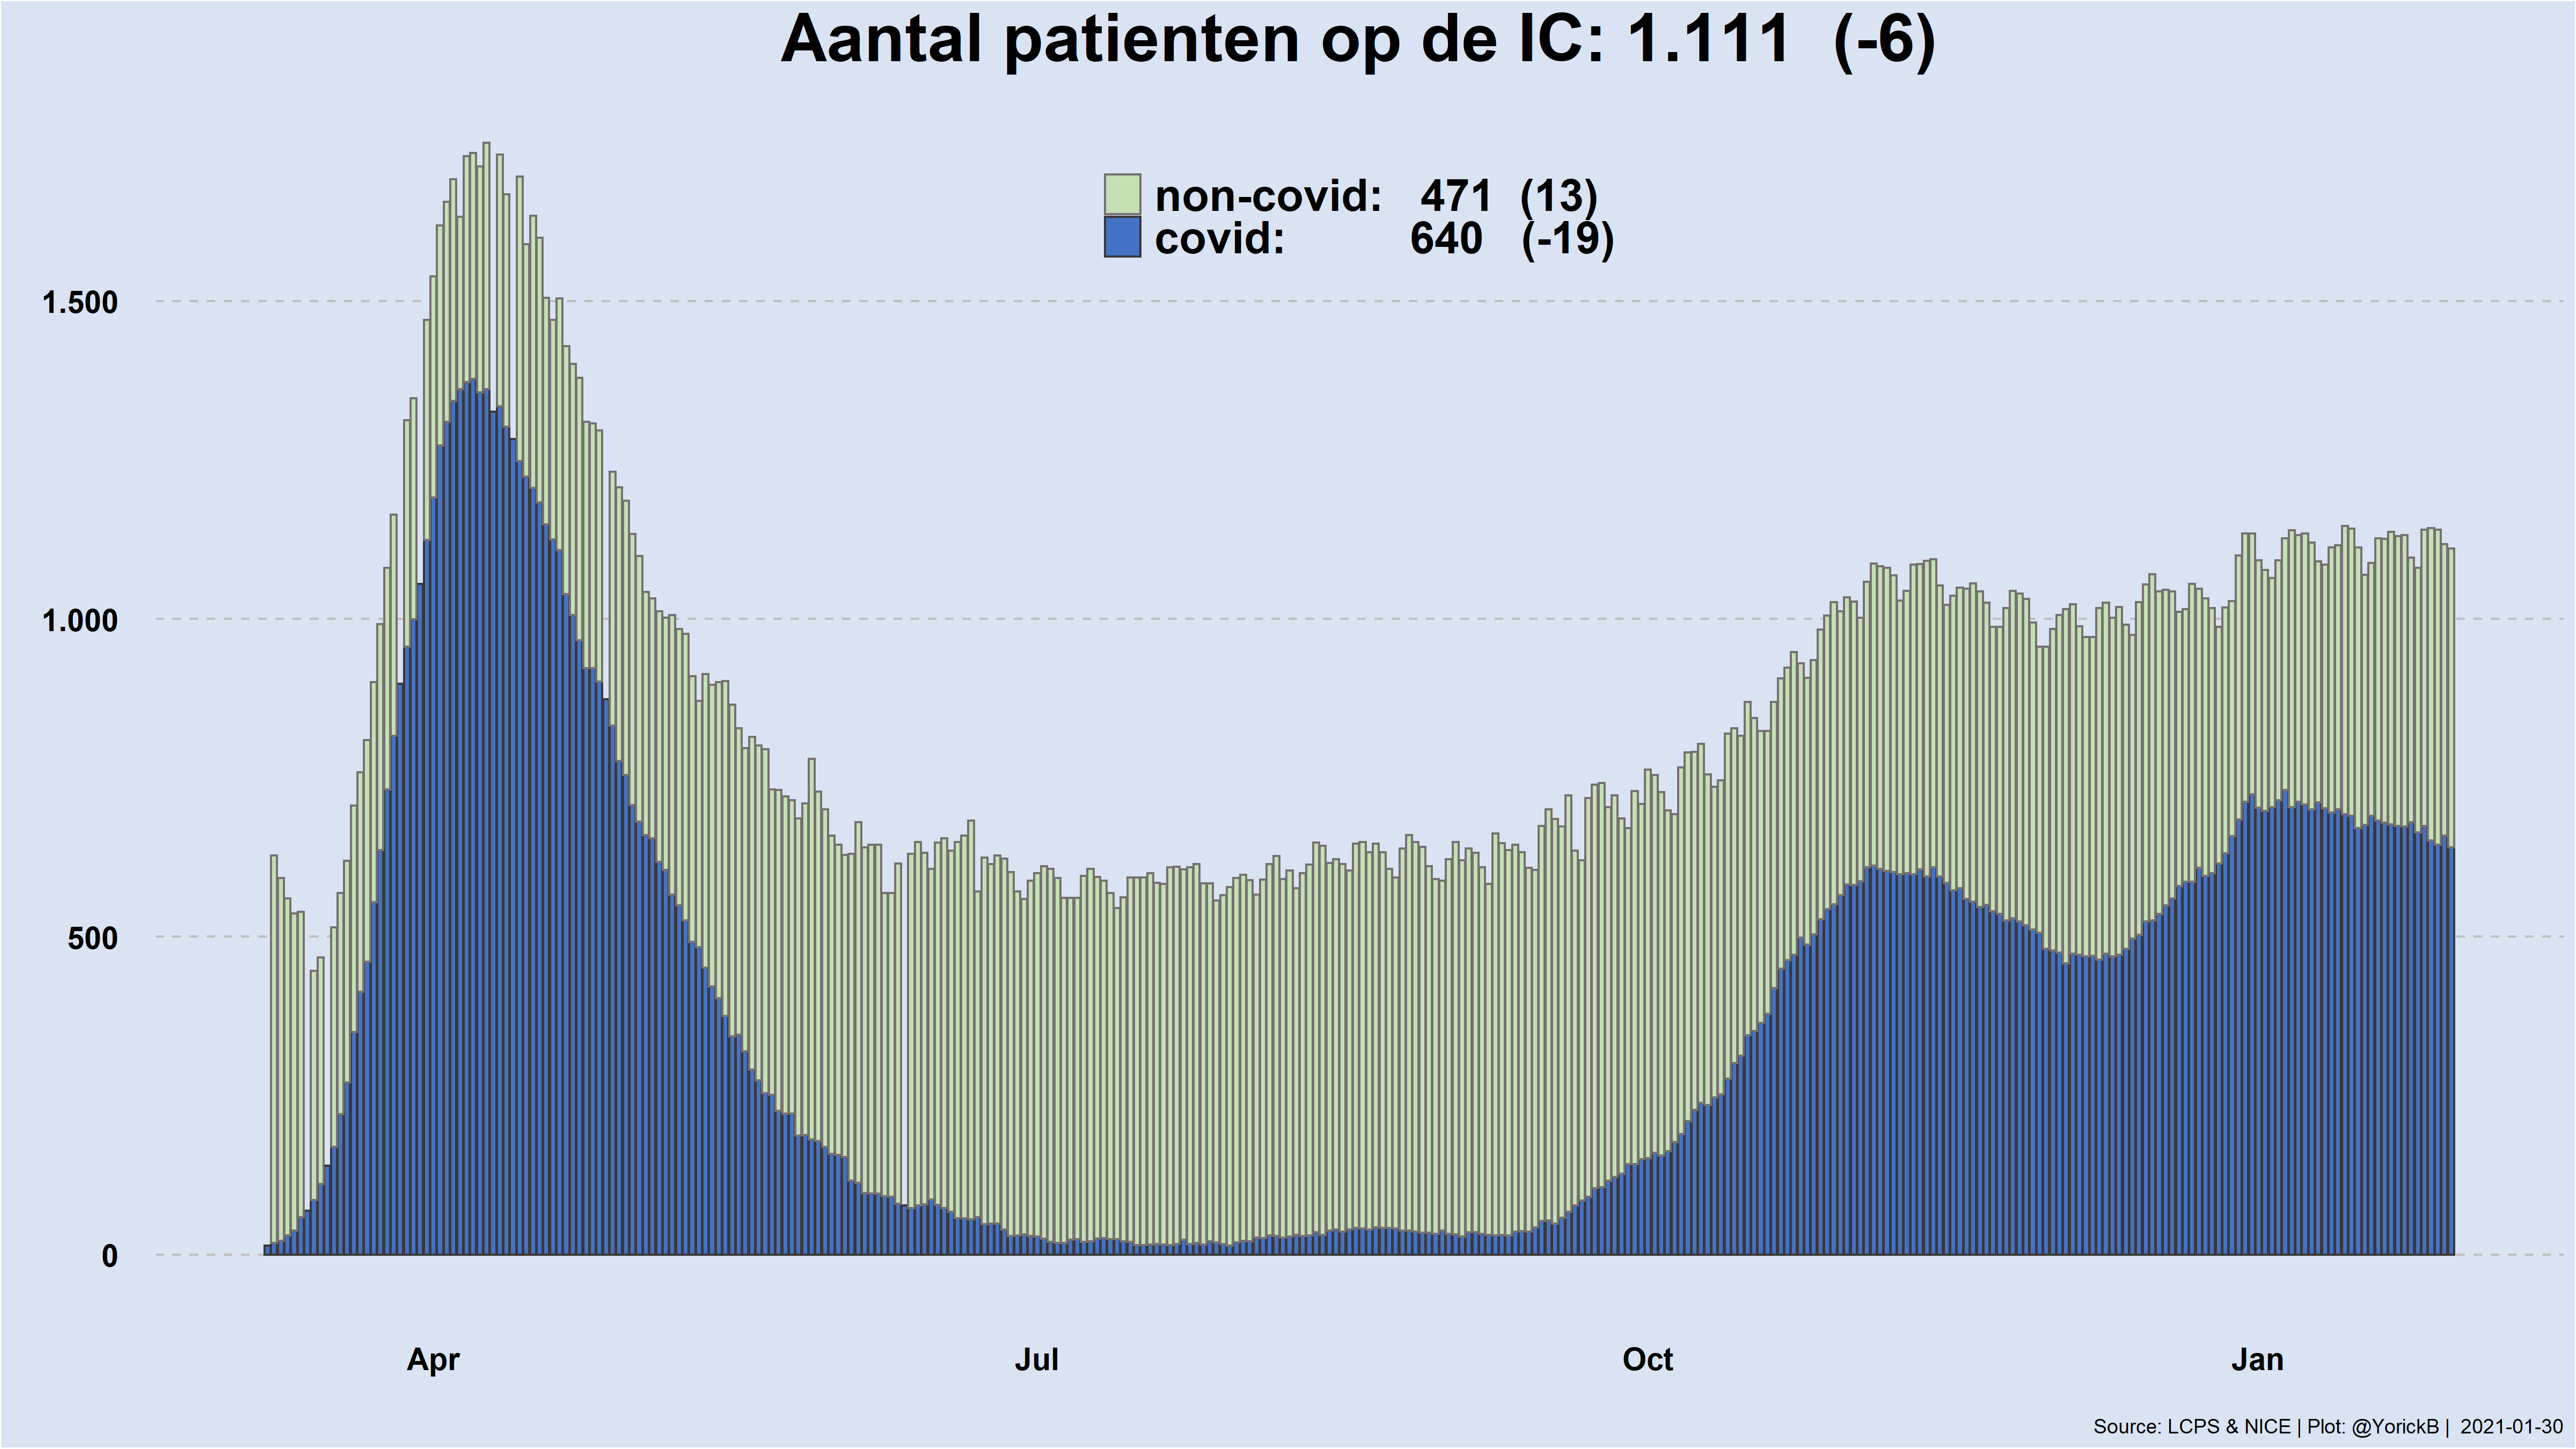 Aantal patienten op de IC: 1.111 (-6)
non-covid: 471 (13)
covid: 640 (-19)
1.500
1.000
500
0
Apr Jul Oct Jan
Source: LCPS & NICE | Plot: @YorickB | 2021-01-30